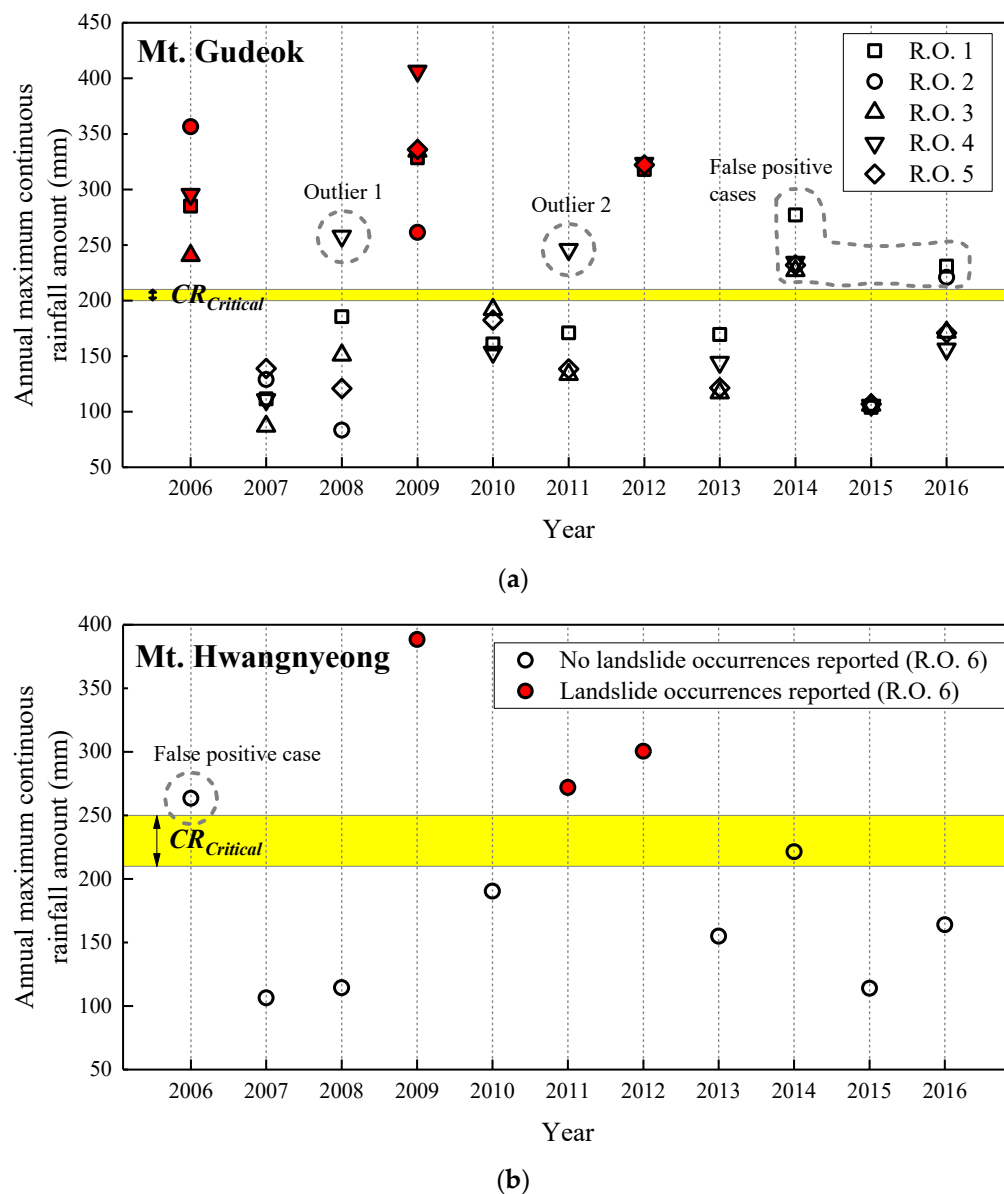 Mt. Gudeok
Annual maximum continuous
rainfall amount (mm)
450
400
350
300
250
200
150
100
50
R.O. 1
R.O. 2
R.O. 3
R.O. 4
R.O. 5
Outlier 1
Outlier 2
False positive
cases
CRCritical
2006 2007 2008 2009 2010 2011 2012 2013 2014 2015 2016
Year
(a)
Mt. Hwangnyeong
Annual maximum continuous
rainfall amount (mm)
400
350
300
250
200
150
100
50
No landslide occurrences reported (R.O. 6)
Landslide occurrences reported (R.O. 6)
False positive case
CRCritical
2006 2007 2008 2009 2010 2011 2012 2013 2014 2015 2016
Year
(b)